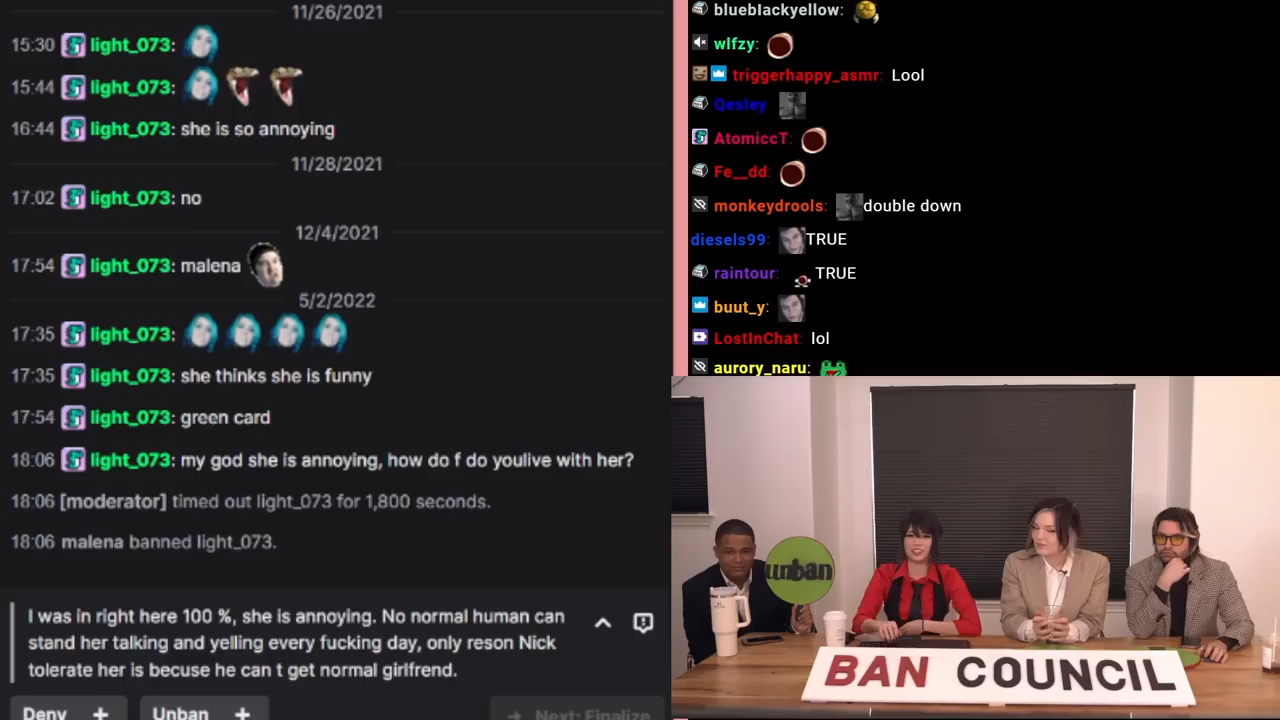 11/26/2021
15:30 light_073:
15:44 light_073:
16:44 light_073: she is so annoying
11/28/2021
17:02 light_073: no
12/4/2021
17:54 light_073: malena
5/2/2022
17:35 light_073:
17:35 light_073: she thinks she is funny
17:54 light_073: green card
18:06 light_073: my god she is annoying, how do f do youlive with her?
18:06 [moderator] timed out light_073 for 1,800 seconds.
18:06 malena banned light_073.
I was in right here 100 %, she is annoying. No normal human can
stand her talking and yelling every fucking day, only reson Nick
tolerate her is becuse he can t get normal girlfrend.
Deny + Unban + → Next: Finalize
bluebIackyellow:
wlfzy:
triggerhappy_asmr: Lool
Qesley
AtomiccT:
Fe__dd:
monkeydrools: double down
diesels99: TRUE
raintour: TRUE
buut_y:
LostInChat: lol
aurory_naru:
unban
BAN COUNCIL